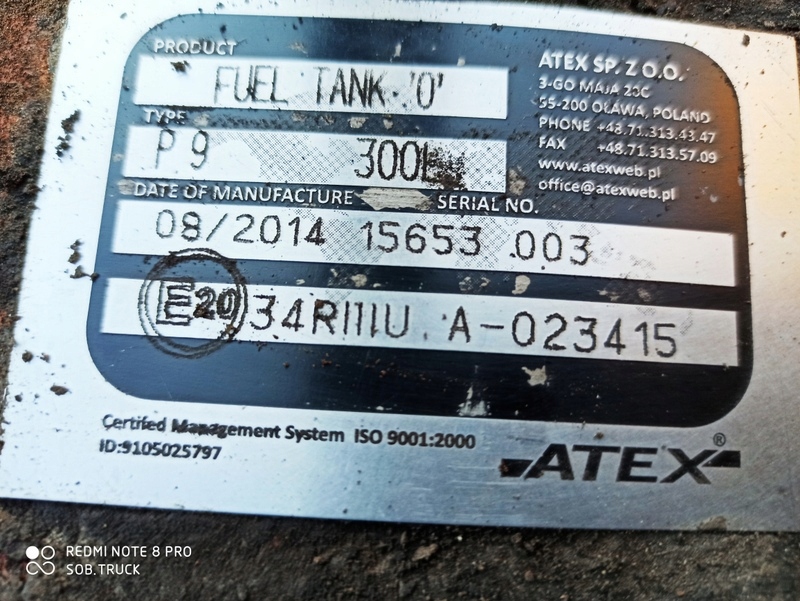 PRODUCT
FUEL TANK 'O'
TYPE
P9 300L
DATE OF MANUFACTURE SERIAL NO.
08/2014 15653 003
E20 34RIIIU A-023415
ATEX SP. Z O.O.
3-GO MAJA 20C
55-200 OŁAWA, POLAND
PHONE +48.71.313.43.47
FAX +48.71.313.57.09
www.atexweb.pl
office@atexweb.pl
Certifed Management System ISO 9001:2000
ID:9105025797
ATEX®
REDMI NOTE 8 PRO
SOB.TRUCK